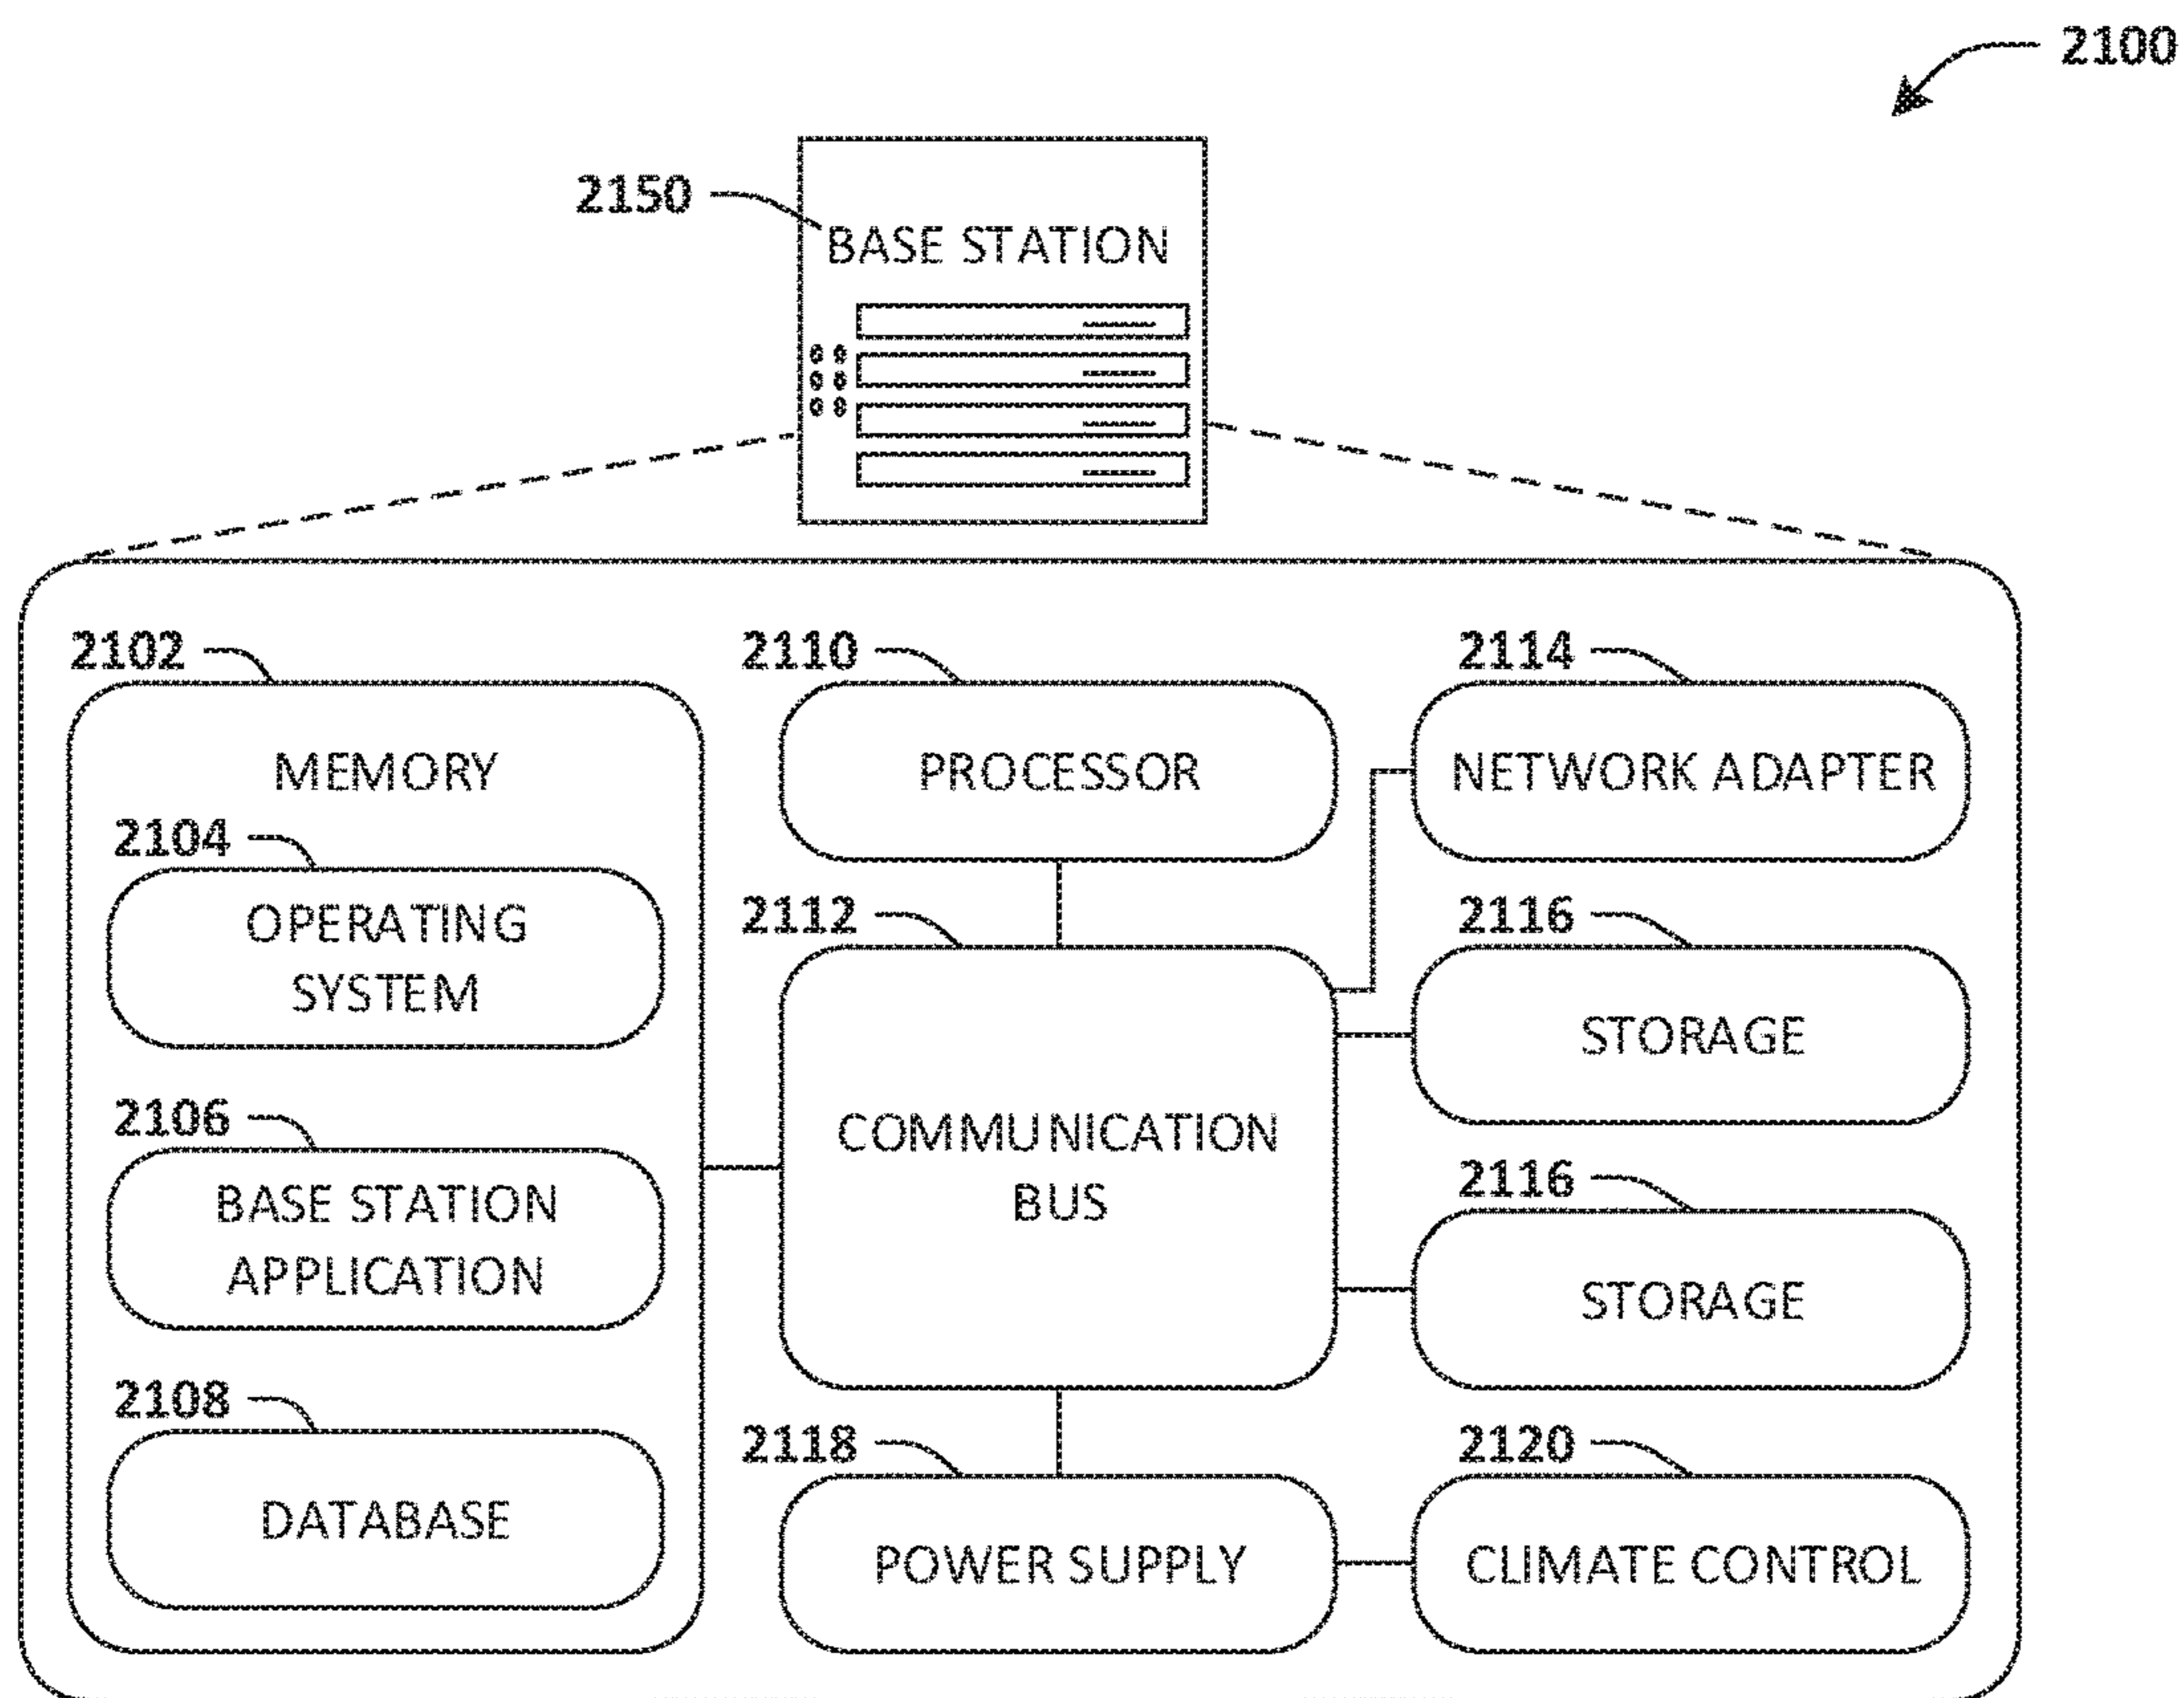 2100
2150
BASE STATION
2102
MEMORY
2104
OPERATING
SYSTEM
2106
BASE STATION
APPLICATION
2108
DATABASE
2110
PROCESSOR
2112
COMMUNICATION
BUS
2118
POWER SUPPLY
2114
NETWORK ADAPTER
2116
STORAGE
2116
STORAGE
2120
CLIMATE CONTROL